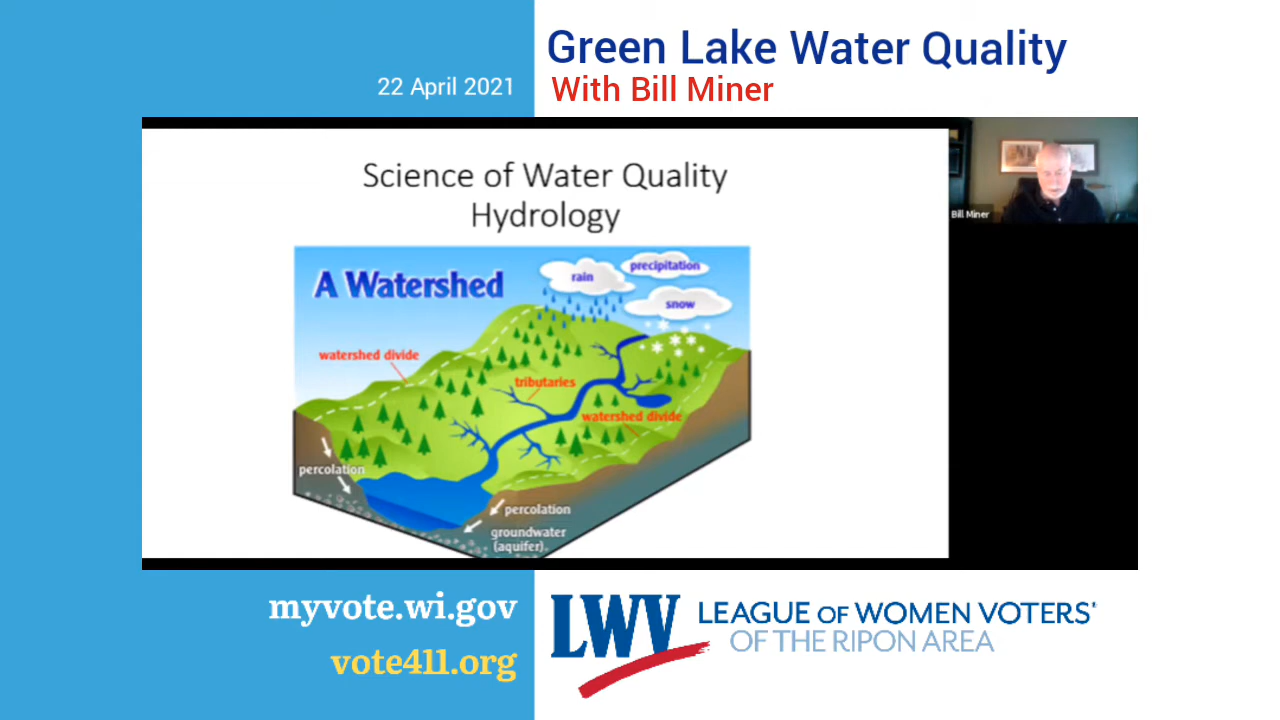 Green Lake Water Quality
22 April 2021
With Bill Miner
Science of Water Quality
Hydrology
Bill Miner
A Watershed
rain
precipitation
snow
watershed divide
tributaries
watershed divide
percolation
percolation
groundwater
(aquifer)
myvote.wi.gov
vote411.org
LWV
LEAGUE OF WOMEN VOTERS'
OF THE RIPON AREA